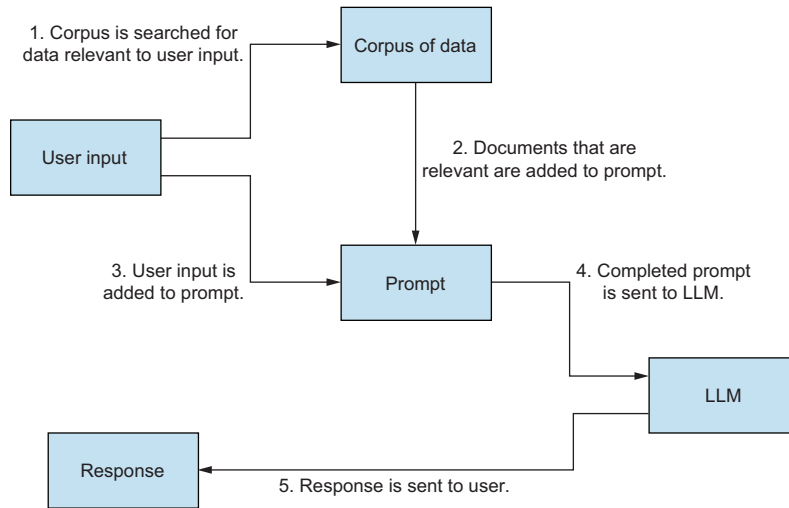 1. Corpus is searched for
data relevant to user input.
Corpus of data
User input
2. Documents that are
relevant are added to prompt.
3. User input is
added to prompt.
Prompt
4. Completed prompt
is sent to LLM.
LLM
Response
5. Response is sent to user.